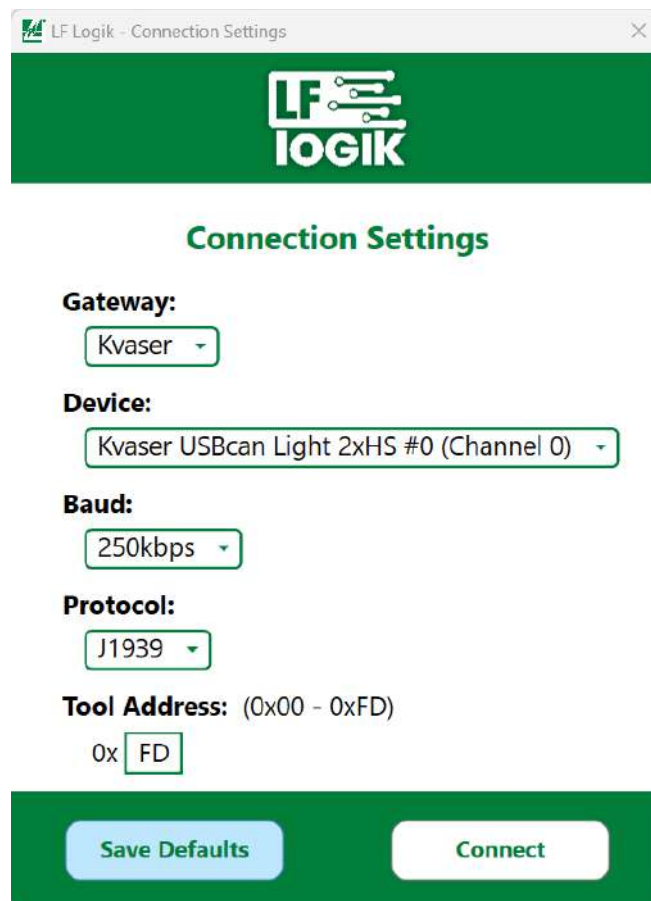 LF Logik - Connection Settings
LF
LOGIK
Connection Settings
Gateway:
Kvaser
Device:
Kvaser USBcan Light 2xHS #0 (Channel 0)
Baud:
250kbps
Protocol:
J1939
Tool Address: (0x00 - 0xFD)
0x FD
Save Defaults Connect